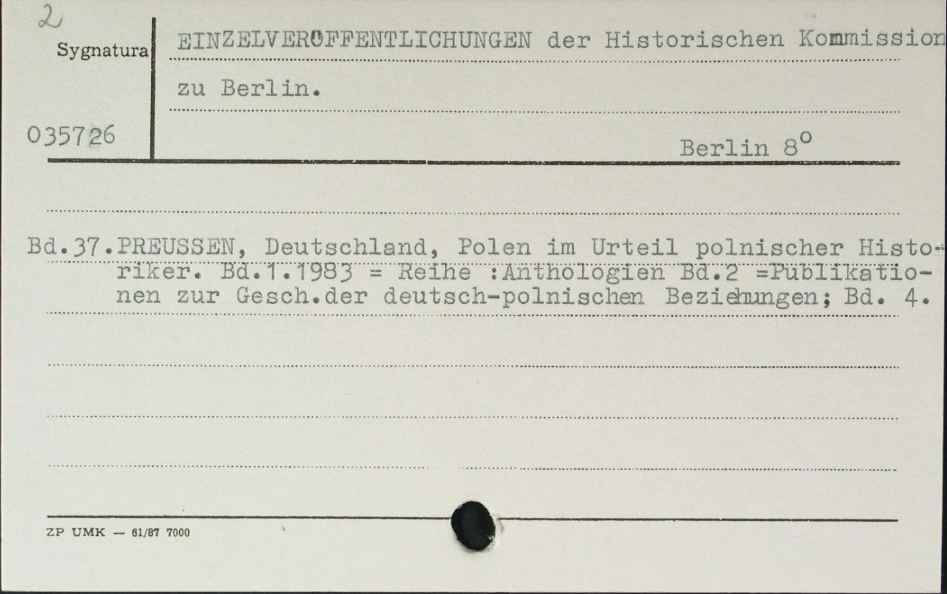 2
Sygnatura
EINZELVERÖFFENTLICHUNGEN der Historischen Kommission
zu Berlin.
035726
Berlin 8º
Bd.37.PREUSSEN, Deutschland, Polen im Urteil polnischer Histo-
riker. Bd.1.1983 = Reihe :Anthologien Bd.2 =Publikatio-
nen zur Gesch.der deutsch-polnischen Beziehungen; Bd. 4.
ZP UMK — 61/87 7000